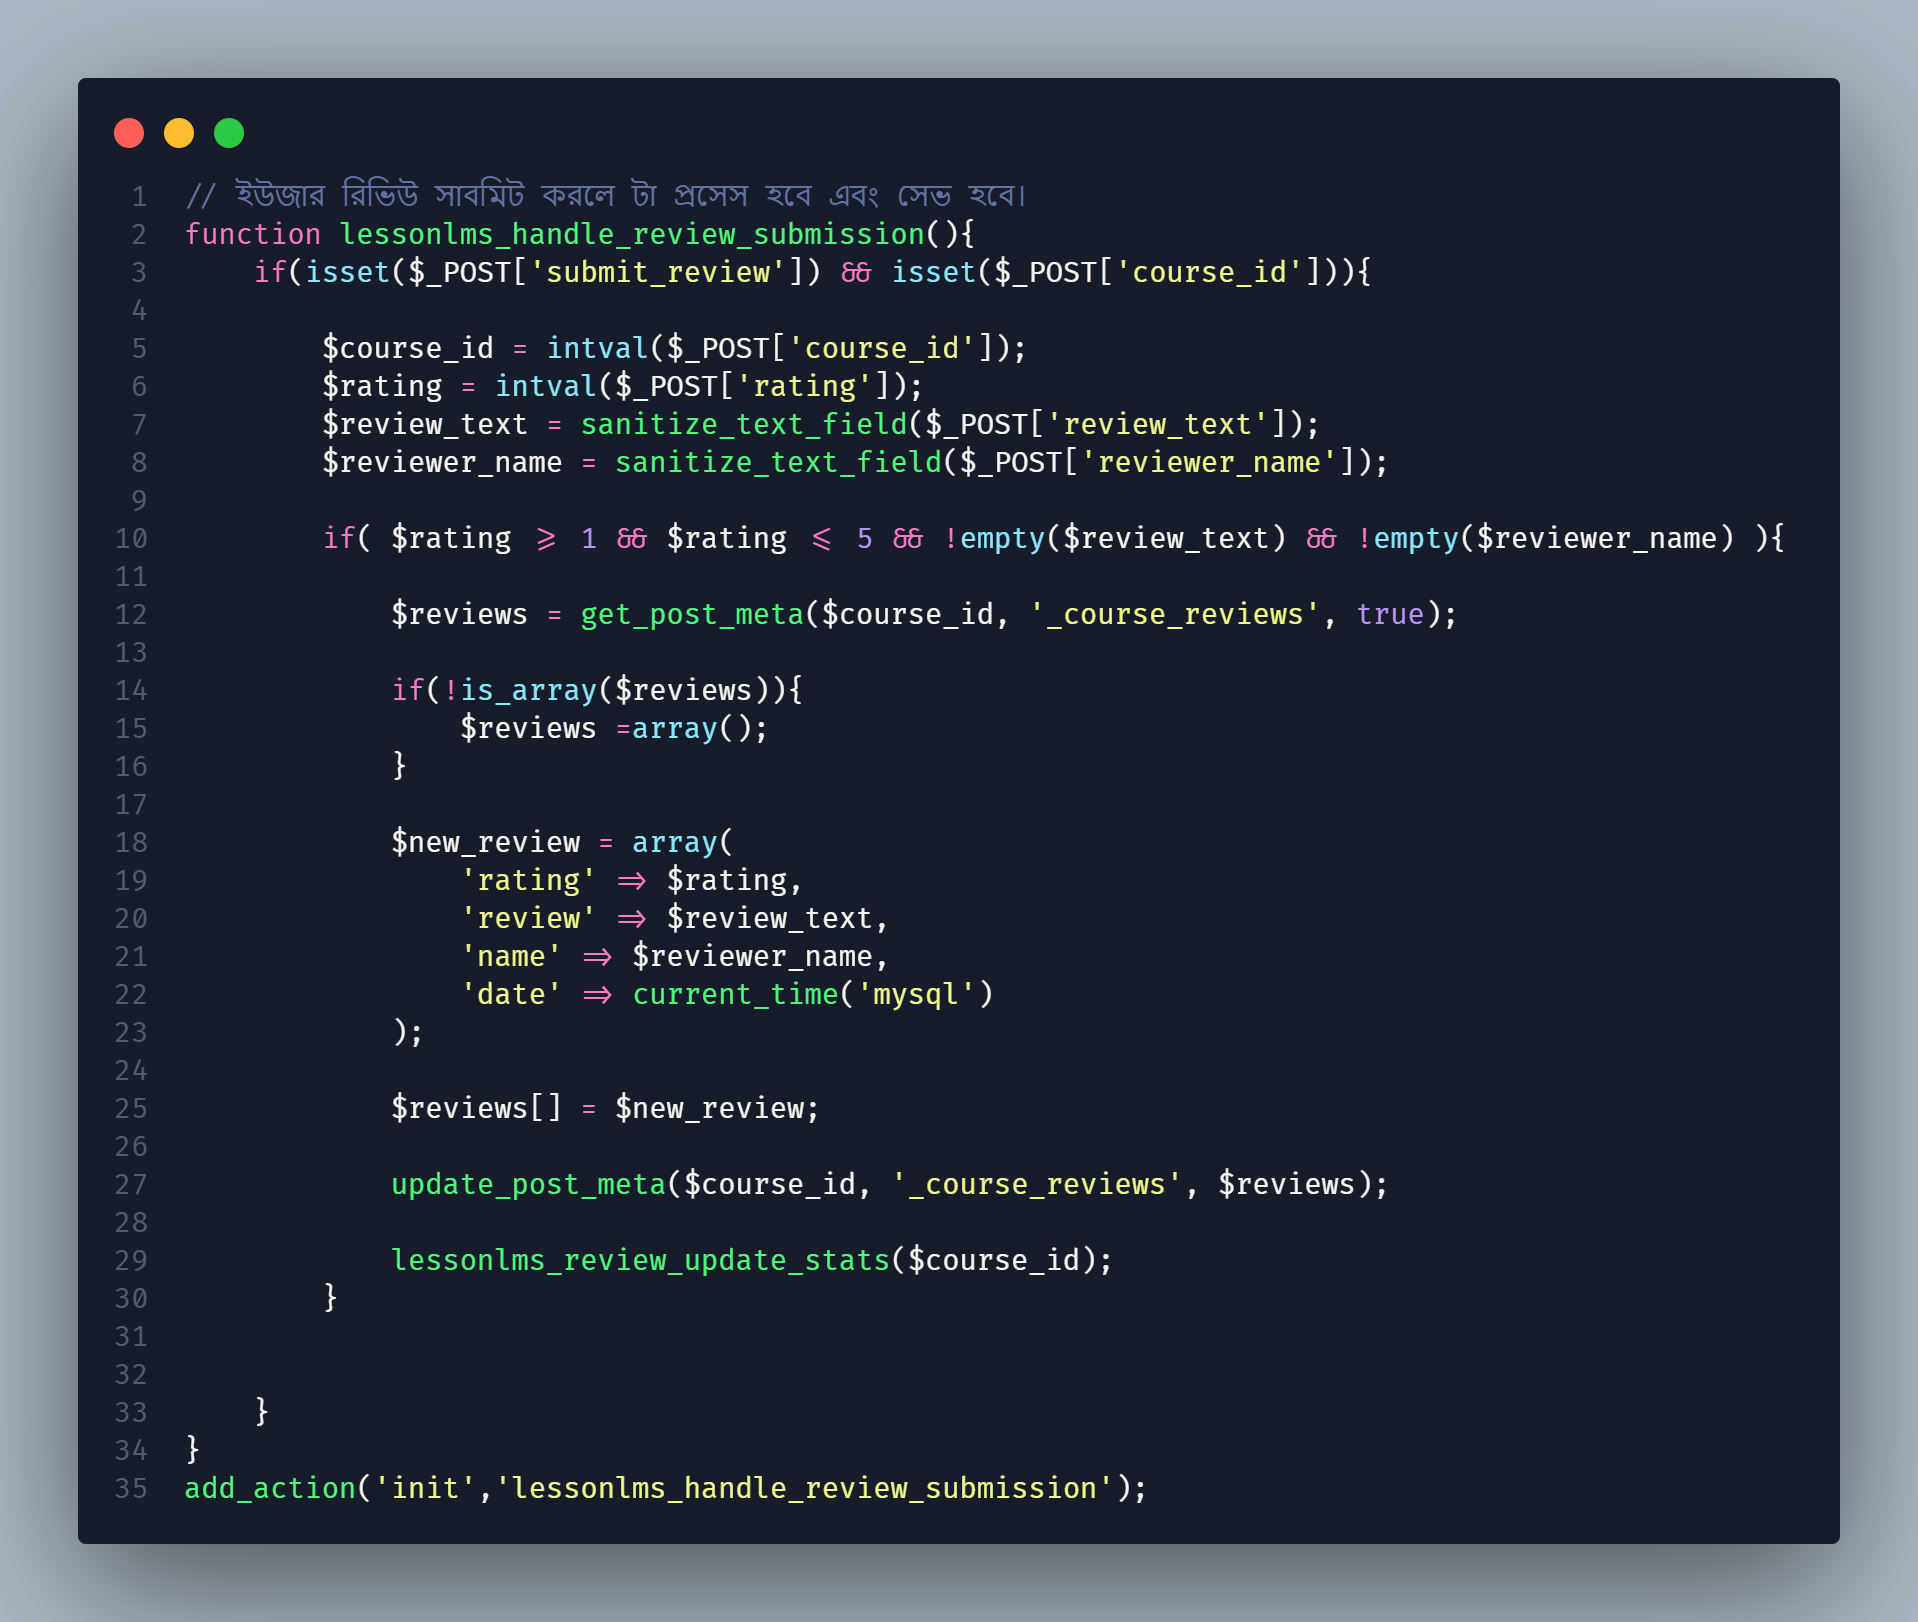 1 // ইউজার রিভিউ সাবমিট করলে টা প্রসেস হবে এবং সেভ হবে।
2 function lessonlms_handle_review_submission(){
3 if(isset($_POST['submit_review']) && isset($_POST['course_id'])){
4
5 $course_id = intval($_POST['course_id']);
6 $rating = intval($_POST['rating']);
7 $review_text = sanitize_text_field($_POST['review_text']);
8 $reviewer_name = sanitize_text_field($_POST['reviewer_name']);
9
10 if( $rating >= 1 && $rating <= 5 && !empty($review_text) && !empty($reviewer_name) ){
11
12 $reviews = get_post_meta($course_id, '_course_reviews', true);
13
14 if(!is_array($reviews)){
15 $reviews =array();
16 }
17
18 $new_review = array(
19 'rating' => $rating,
20 'review' => $review_text,
21 'name' => $reviewer_name,
22 'date' => current_time('mysql')
23 );
24
25 $reviews[] = $new_review;
26
27 update_post_meta($course_id, '_course_reviews', $reviews);
28
29 lessonlms_review_update_stats($course_id);
30 }
31
32
33 }
34 }
35 add_action('init','lessonlms_handle_review_submission');